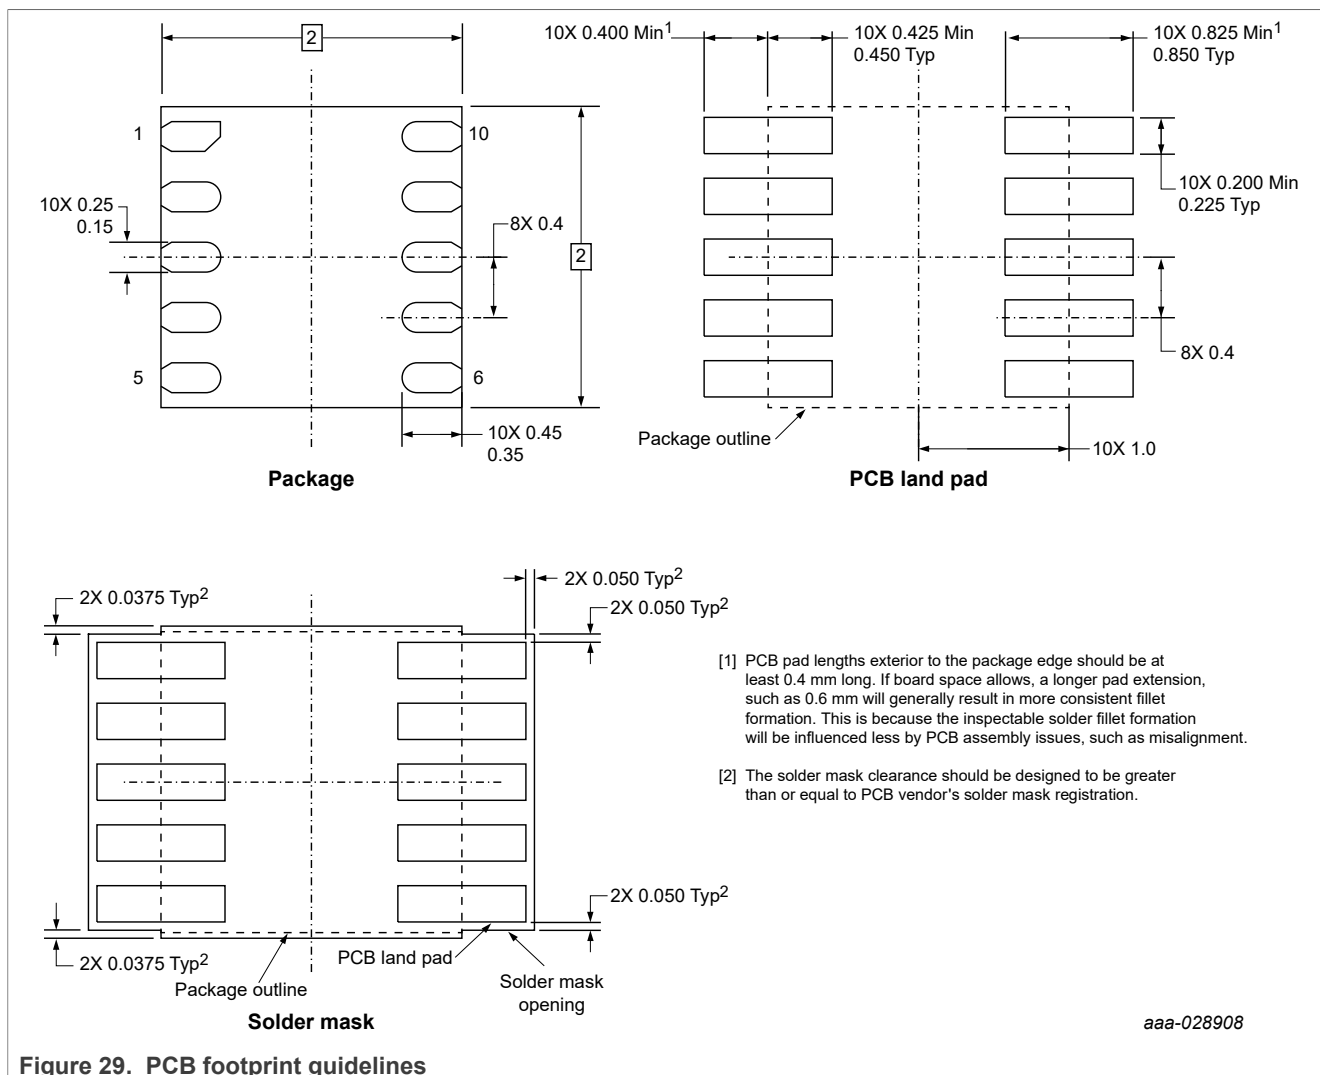 2
1
10
10X 0.25
0.15
8X 0.4
2
5
6
10X 0.45
0.35
Package
10X 0.400 Min1
10X 0.425 Min
0.450 Typ
10X 0.825 Min1
0.850 Typ
10X 0.200 Min
0.225 Typ
8X 0.4
Package outline
10X 1.0
PCB land pad
2X 0.0375 Typ2
2X 0.050 Typ2
2X 0.050 Typ2
2X 0.050 Typ2
2X 0.0375 Typ2
Package outline
PCB land pad
Solder mask
opening
Solder mask
[1] PCB pad lengths exterior to the package edge should be at
least 0.4 mm long. If board space allows, a longer pad extension,
such as 0.6 mm will generally result in more consistent fillet
formation. This is because the inspectable solder fillet formation
will be influenced less by PCB assembly issues, such as misalignment.
[2] The solder mask clearance should be designed to be greater
than or equal to PCB vendor's solder mask registration.
aaa-028908
Figure 29. PCB footprint guidelines